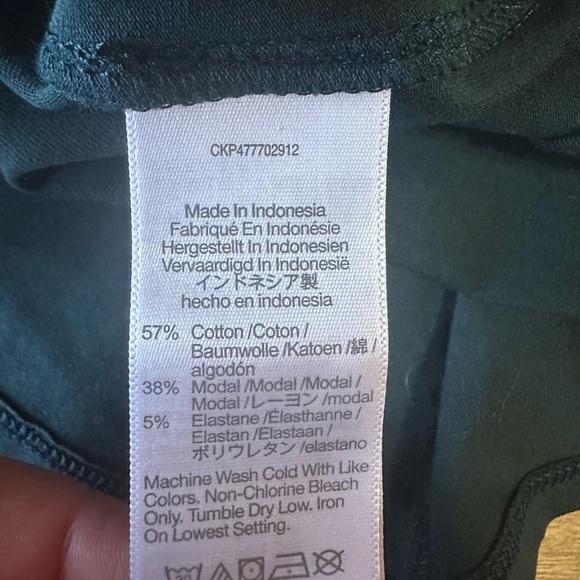 CKP477702912
Made In Indonesia
Fabriqué En Indonésie
Hergestellt In Indonesien
Vervaardigd In Indonesië
インドネシア製
hecho en indonesia
57% Cotton /Coton /
Baumwolle /Katoen /綿 /
algodón
38% Modal /Modal /Modal /
Modal /レーヨン /modal
5% Elastane /Élasthanne /
Elastan /Elastaan /
ポリウレタン /elastano
Machine Wash Cold With Like
Colors. Non-Chlorine Bleach
Only. Tumble Dry Low. Iron
On Lowest Setting.